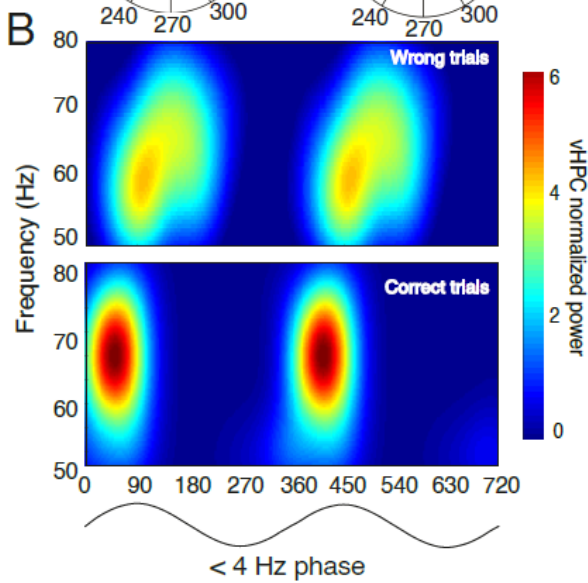 240 270 300 240 270 300
B
80
70
60
50
Wrong trials
80
70
60
50
Correct trials
Frequency (Hz)
6
4
2
0
vHPC normalized power
0 90 180 270 360 450 540 630 720
< 4 Hz phase